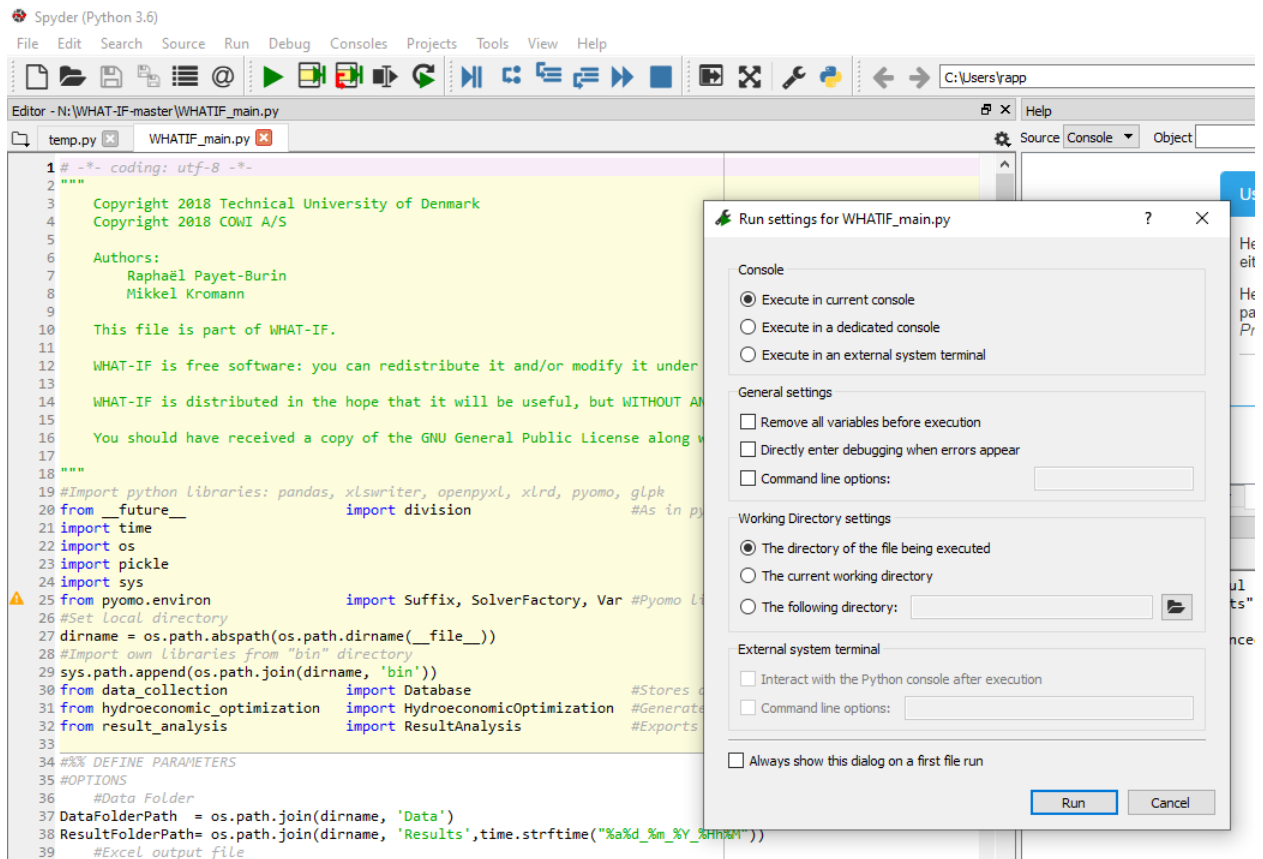 Spyder (Python 3.6)
File Edit Search Source Run Debug Consoles Projects Tools View Help
C:\Users\rapp
Editor - N:\WHAT-IF-master\WHATIF_main.py
Help
temp.py WHATIF_main.py
Source Console Object
1 # -*- coding: utf-8 -*-
2 """
3 Copyright 2018 Technical University of Denmark
4 Copyright 2018 COWI A/S
5
6 Authors:
7 Raphaël Payet-Burin
8 Mikkel Kromann
9
10 This file is part of WHAT-IF.
11
12 WHAT-IF is free software: you can redistribute it and/or modify it under
13
14 WHAT-IF is distributed in the hope that it will be useful, but WITHOUT AN
15
16 You should have received a copy of the GNU General Public License along w
17
18 """
19 #Import python libraries: pandas, xlswriter, openpyxl, xlrd, pyomo, glpk
20 from __future__ import division #As in py
21 import time
22 import os
23 import pickle
24 import sys
25 from pyomo.environ import Suffix, SolverFactory, Var #Pyomo li
26 #Set local directory
27 dirname = os.path.abspath(os.path.dirname(__file__))
28 #Import own libraries from "bin" directory
29 sys.path.append(os.path.join(dirname, 'bin'))
30 from data_collection import Database #Stores
31 from hydroeconomic_optimization import HydroeconomicOptimization #Generate
32 from result_analysis import ResultAnalysis #Exports
33
34 #%% DEFINE PARAMETERS
35 #OPTIONS
36 #Data Folder
37 DataFolderPath = os.path.join(dirname, 'Data')
38 ResultFolderPath= os.path.join(dirname, 'Results',time.strftime("%a%d_%m_%Y_%Hh%M"))
39 #Excel output file
Run settings for WHATIF_main.py
Console
Execute in current console
Execute in a dedicated console
Execute in an external system terminal
General settings
Remove all variables before execution
Directly enter debugging when errors appear
Command line options:
Working Directory settings
The directory of the file being executed
The current working directory
The following directory:
External system terminal
Interact with the Python console after execution
Command line options:
Always show this dialog on a first file run
Run Cancel
Us
He
eit
He
pa
Pr
ul
ts"
nce